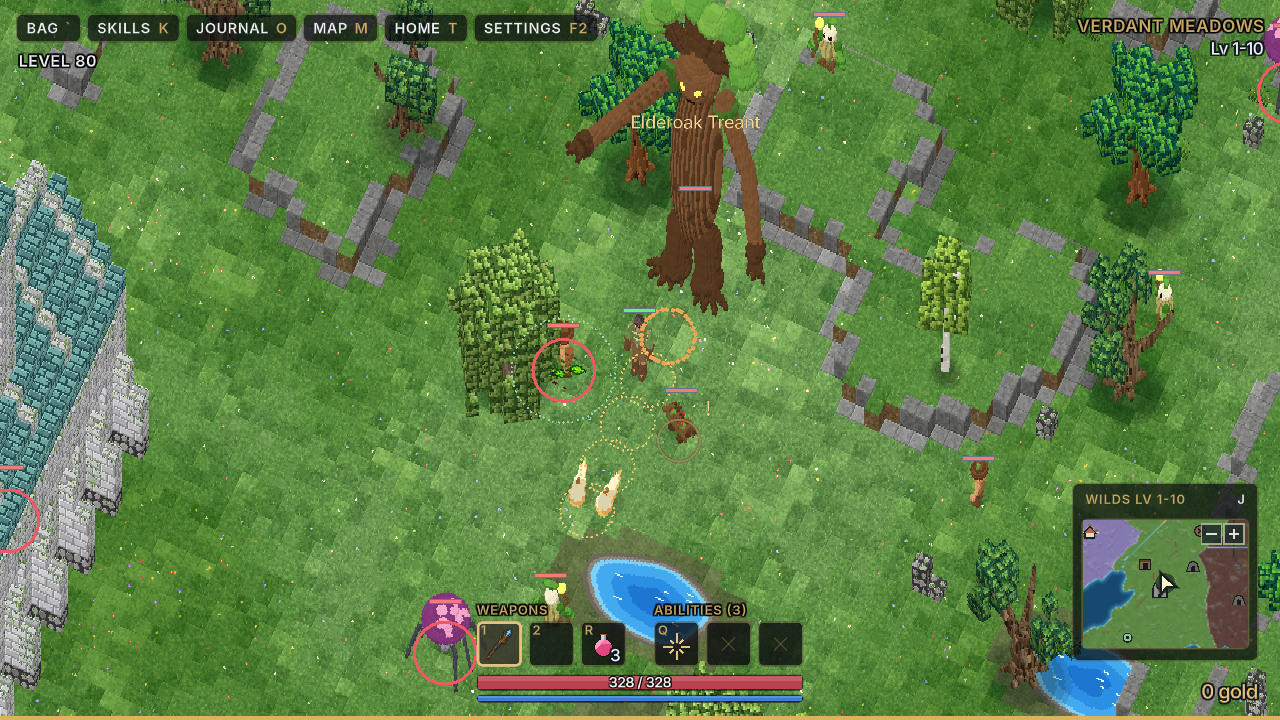 BAG `
SKILLS K
JOURNAL O
MAP M
HOME T
SETTINGS F2
LEVEL 80
VERDANT MEADOWS
Lv 1-10
Elderoak Treant
WILDS LV 1-10 J
− +
WEAPONS
ABILITIES (3)
1
2
R
3
Q
328 / 328
0 gold